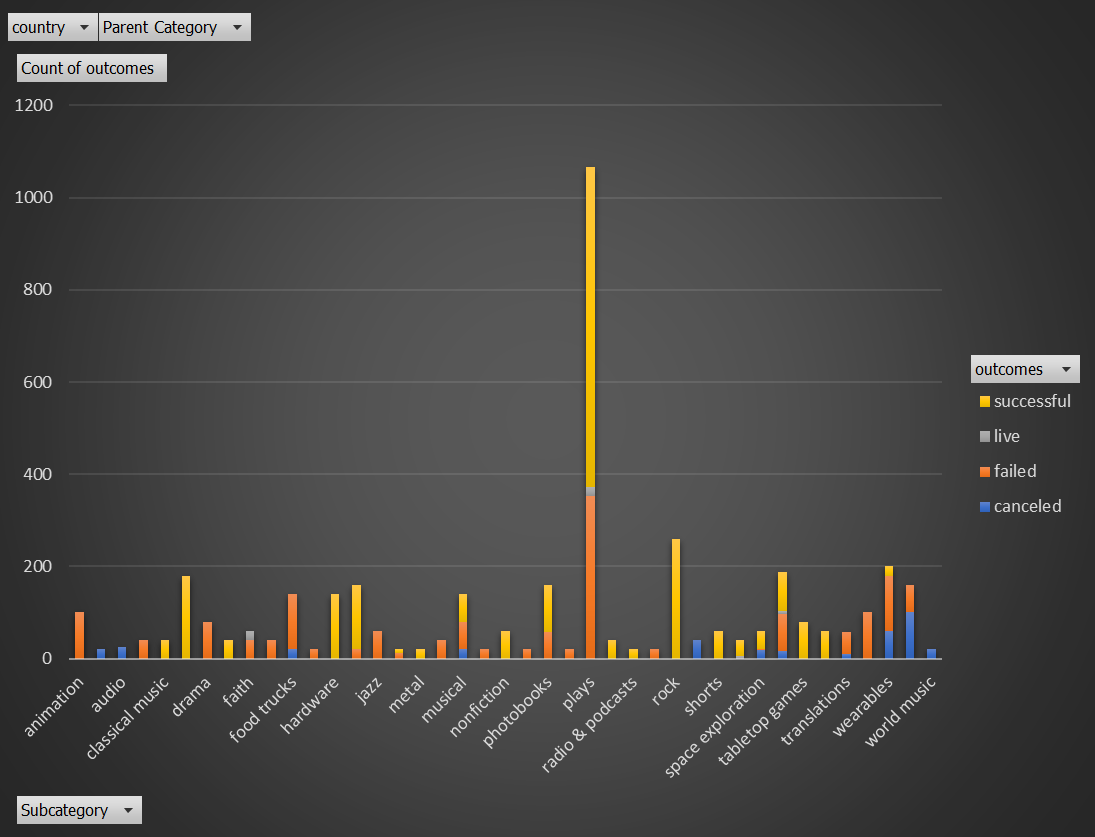 country
Parent Category
Count of outcomes
1200
1000
800
600
400
200
0
outcomes
successful
live
failed
canceled
animation
audio
classical music
drama
faith
food trucks
hardware
jazz
metal
musical
nonfiction
photobooks
plays
radio & podcasts
rock
shorts
space exploration
tabletop games
translations
wearables
world music
Subcategory